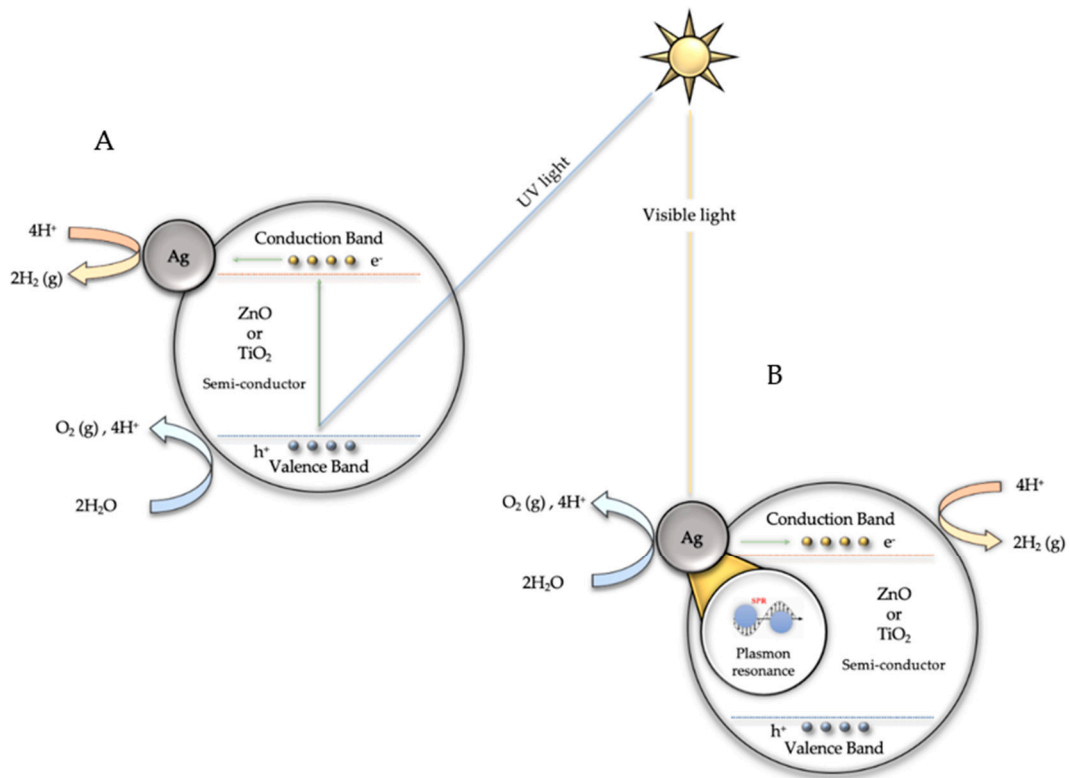 A
UV light
Visible light
4H⁺
2H₂ (g)
Ag
Conduction Band
e⁻
ZnO
or
TiO₂
Semi-conductor
O₂ (g) , 4H⁺
2H₂O
h⁺
Valence Band
B
O₂ (g) , 4H⁺
2H₂O
Ag
Conduction Band
e⁻
4H⁺
2H₂ (g)
SPR
Plasmon
resonance
ZnO
or
TiO₂
Semi-conductor
h⁺
Valence Band